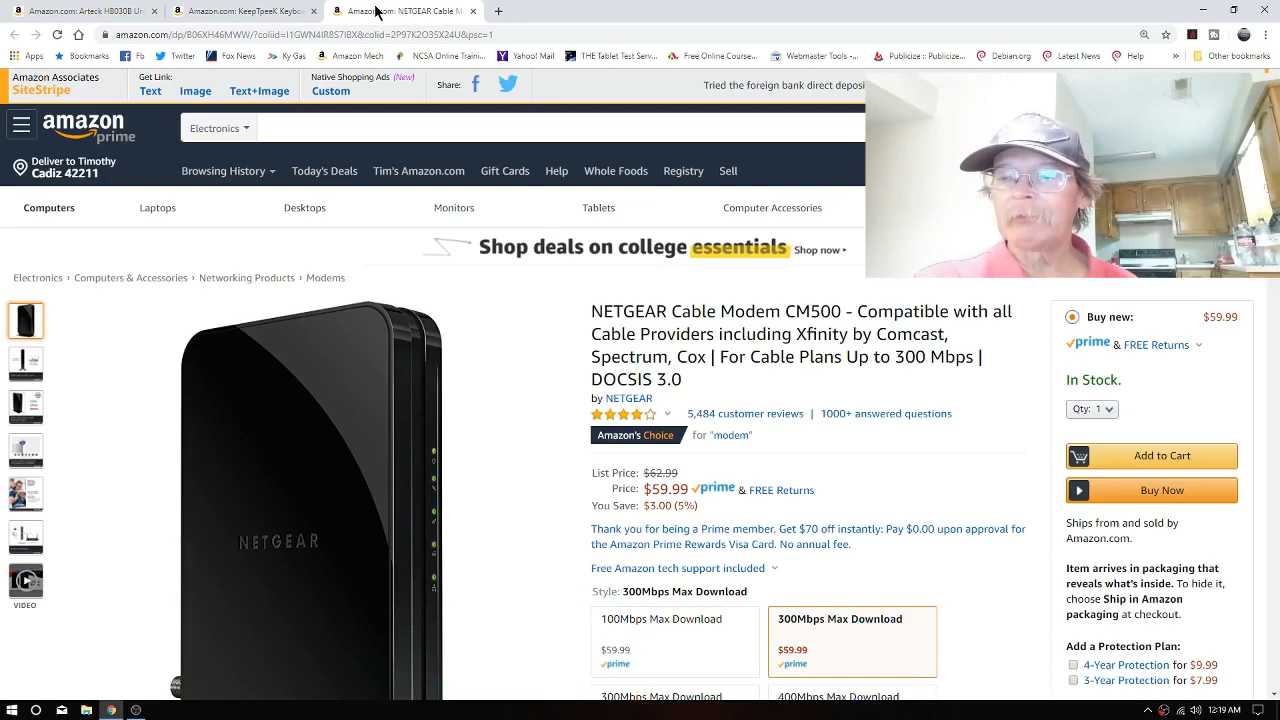 Amazon.com: Arteck HB030B Un
Amazon.com: KeepTpeeK Keybo
Amazon.com: NETGEAR Cable M
amazon.com/dp/B06XH46MWW/?coliid=I1GWN4IR8S7IBX&colid=2P97K2O35X24U&psc=1
Apps
Bookmarks
Fb
Twitter
Fox News
Ky Gas
Amazon Mech
NCSA Online Train...
Yahoo Mail
THE Tablet Test Serv...
Free Online Course...
Webmaster Tools -...
Publicize :: Publicize...
Debian.org
Latest News
Help
Other bookmarks
Amazon Associates
SiteStripe
Get Link:
Text
Image
Text+Image
Native Shopping Ads (New)
Custom
Share:
Tried the foreign bank direct deposi
amazon
prime
Electronics
Deliver to Timothy
Cadiz 42211
Browsing History
Today's Deals
Tim's Amazon.com
Gift Cards
Help
Whole Foods
Registry
Sell
Computers
Laptops
Desktops
Monitors
Tablets
Computer Accessories
Shop deals on college essentials Shop now
Electronics › Computers & Accessories › Networking Products › Modems
NETGEAR
VIDEO
NETGEAR Cable Modem CM500 - Compatible with all
Cable Providers including Xfinity by Comcast,
Spectrum, Cox | For Cable Plans Up to 300 Mbps |
DOCSIS 3.0
by NETGEAR
5,484 customer reviews | 1000+ answered questions
Amazon's Choice for "modem"
List Price: $62.99
Price: $59.99 prime & FREE Returns
You Save: $3.00 (5%)
Thank you for being a Prime member. Get $70 off instantly: Pay $0.00 upon approval for
the Amazon Prime Rewards Visa Card. No annual fee.
Free Amazon tech support included
Style: 300Mbps Max Download
100Mbps Max Download
$59.99
prime
300Mbps Max Download
$59.99
prime
300Mbps Max Download
400Mbps Max Download
Buy new: $59.99
prime & FREE Returns
In Stock.
Qty: 1
Add to Cart
Buy Now
Ships from and sold by
Amazon.com.
Item arrives in packaging that
reveals what's inside. To hide it,
choose Ship in Amazon
packaging at checkout.
Add a Protection Plan:
4-Year Protection for $9.99
3-Year Protection for $7.99
12:19 AM